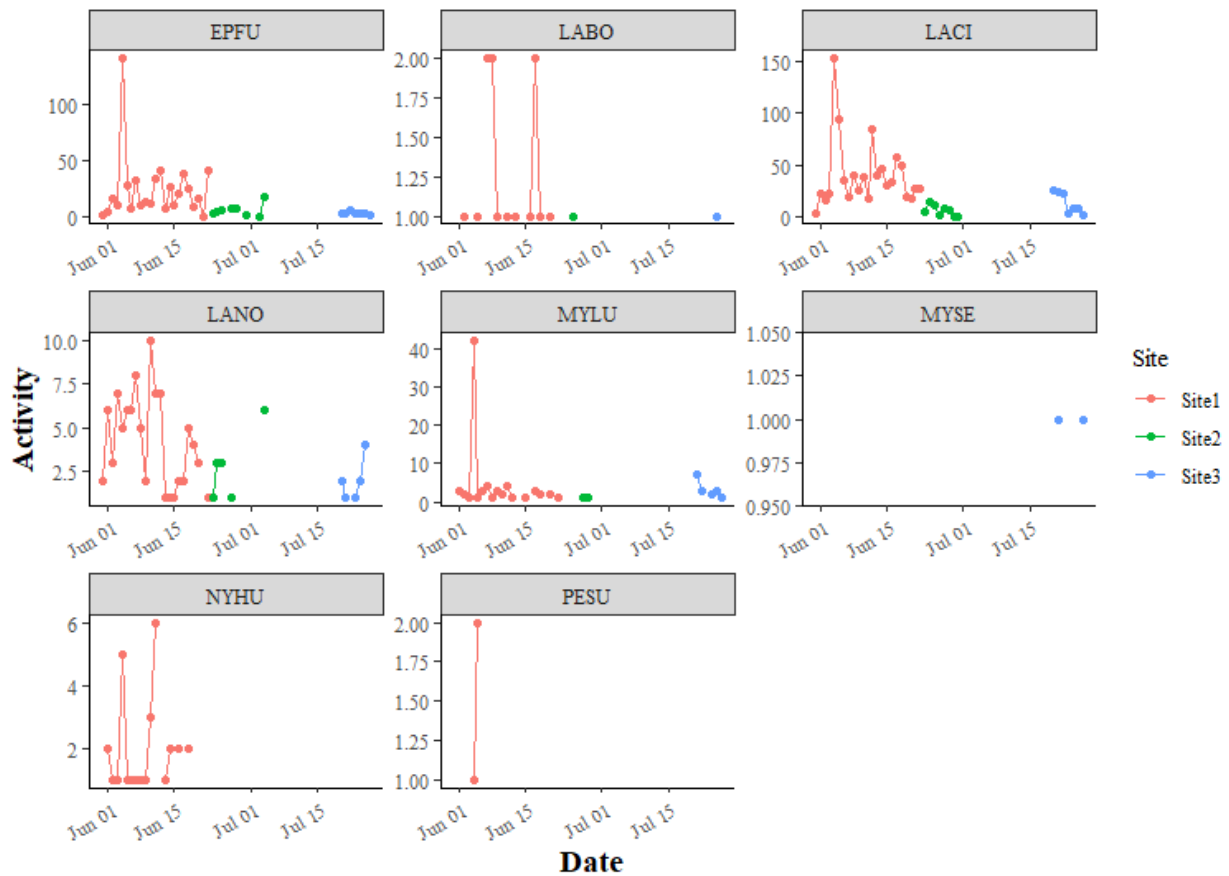 EPFU LABO LACI
100
50
0
2.00
1.75
1.50
1.25
1.00
150
100
50
0
Jun 01 Jun 15 Jul 01 Jul 15
Jun 01 Jun 15 Jul 01 Jul 15
Jun 01 Jun 15 Jul 01 Jul 15
Activity
LANO MYLU MYSE
10.0
7.5
5.0
2.5
40
30
20
10
0
1.050
1.025
1.000
0.975
0.950
Jun 01 Jun 15 Jul 01 Jul 15
Jun 01 Jun 15 Jul 01 Jul 15
Jun 01 Jun 15 Jul 01 Jul 15
Site
Site1
Site2
Site3
NYHU PESU
6
4
2
2.00
1.75
1.50
1.25
1.00
Jun 01 Jun 15 Jul 01 Jul 15
Jun 01 Jun 15 Jul 01 Jul 15
Date